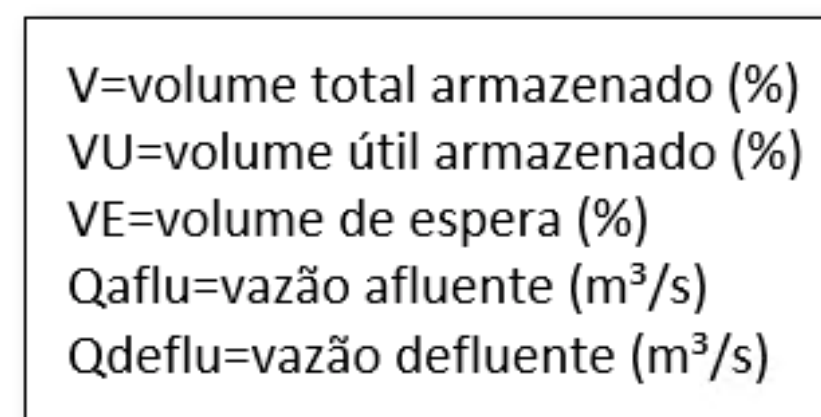 V=volume total armazenado (%)
VU=volume útil armazenado (%)
VE=volume de espera (%)
Qaflu=vazão afluente (m³/s)
Qdeflu=vazão defluente (m³/s)